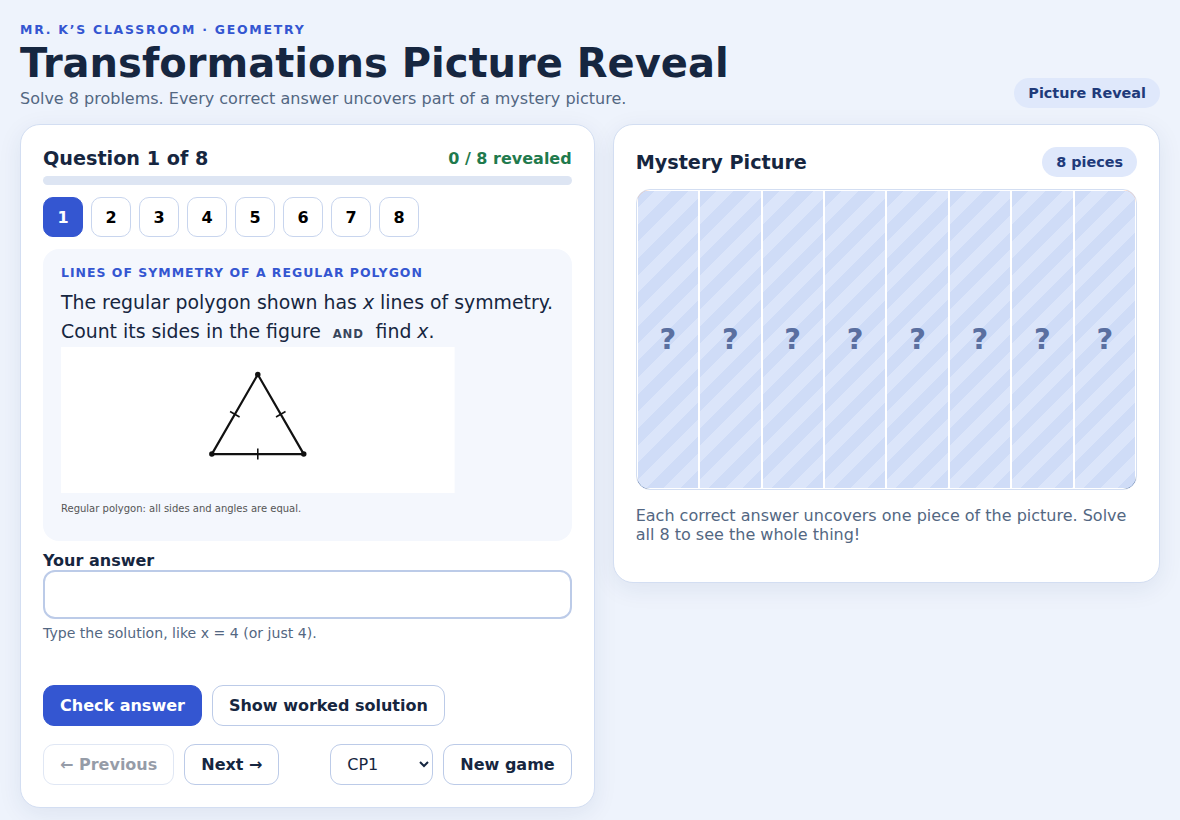 MR. K’S CLASSROOM · GEOMETRY
Transformations Picture Reveal
Solve 8 problems. Every correct answer uncovers part of a mystery picture.
Picture Reveal
Question 1 of 8
0 / 8 revealed
1 2 3 4 5 6 7 8
LINES OF SYMMETRY OF A REGULAR POLYGON
The regular polygon shown has x lines of symmetry.
Count its sides in the figure AND find x.
Regular polygon: all sides and angles are equal.
Your answer
Type the solution, like x = 4 (or just 4).
Check answer
Show worked solution
← Previous
Next →
CP1
New game
Mystery Picture
8 pieces
? ? ? ? ? ? ? ?
Each correct answer uncovers one piece of the picture. Solve
all 8 to see the whole thing!